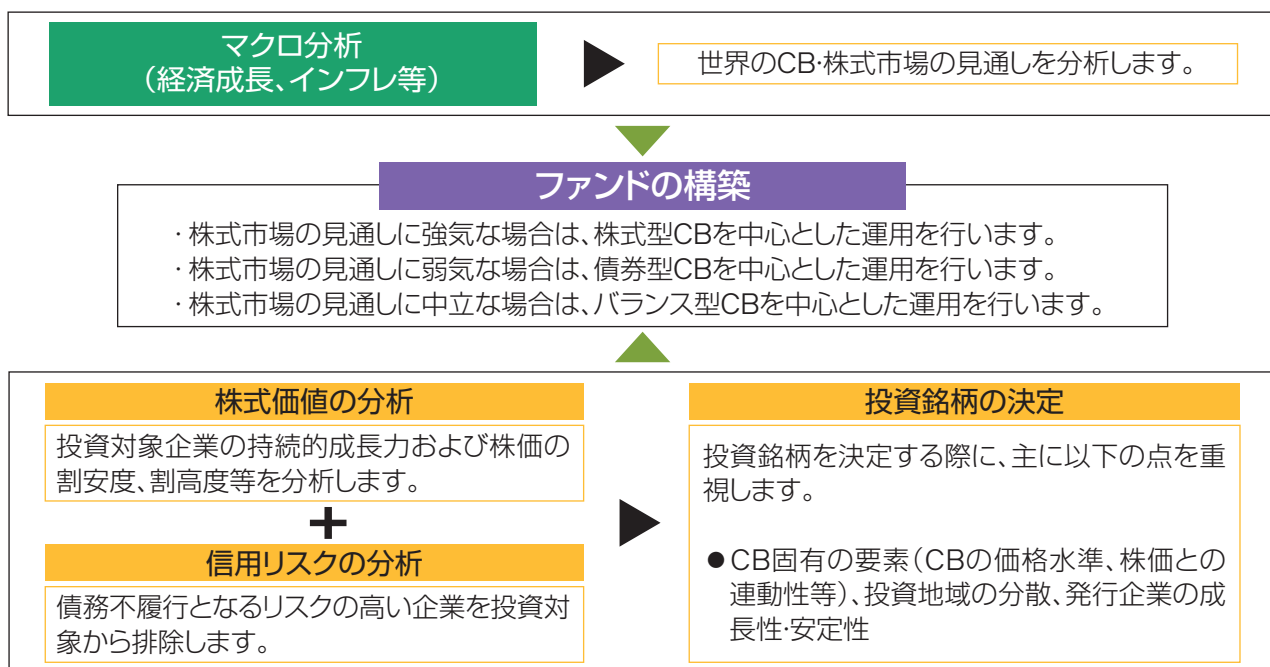 マクロ分析
（経済成長、インフレ等）
世界のCB・株式市場の見通しを分析します。
ファンドの構築
・株式市場の見通しに強気な場合は、株式型CBを中心とした運用を行います。
・株式市場の見通しに弱気な場合は、債券型CBを中心とした運用を行います。
・株式市場の見通しに中立な場合は、バランス型CBを中心とした運用を行います。
株式価値の分析
投資対象企業の持続的成長力および株価の
割安度、割高度等を分析します。
+
信用リスクの分析
債務不履行となるリスクの高い企業を投資対
象から排除します。
投資銘柄の決定
投資銘柄を決定する際に、主に以下の点を重
視します。
●CB固有の要素（CBの価格水準、株価との
連動性等）、投資地域の分散、発行企業の成
長性・安定性